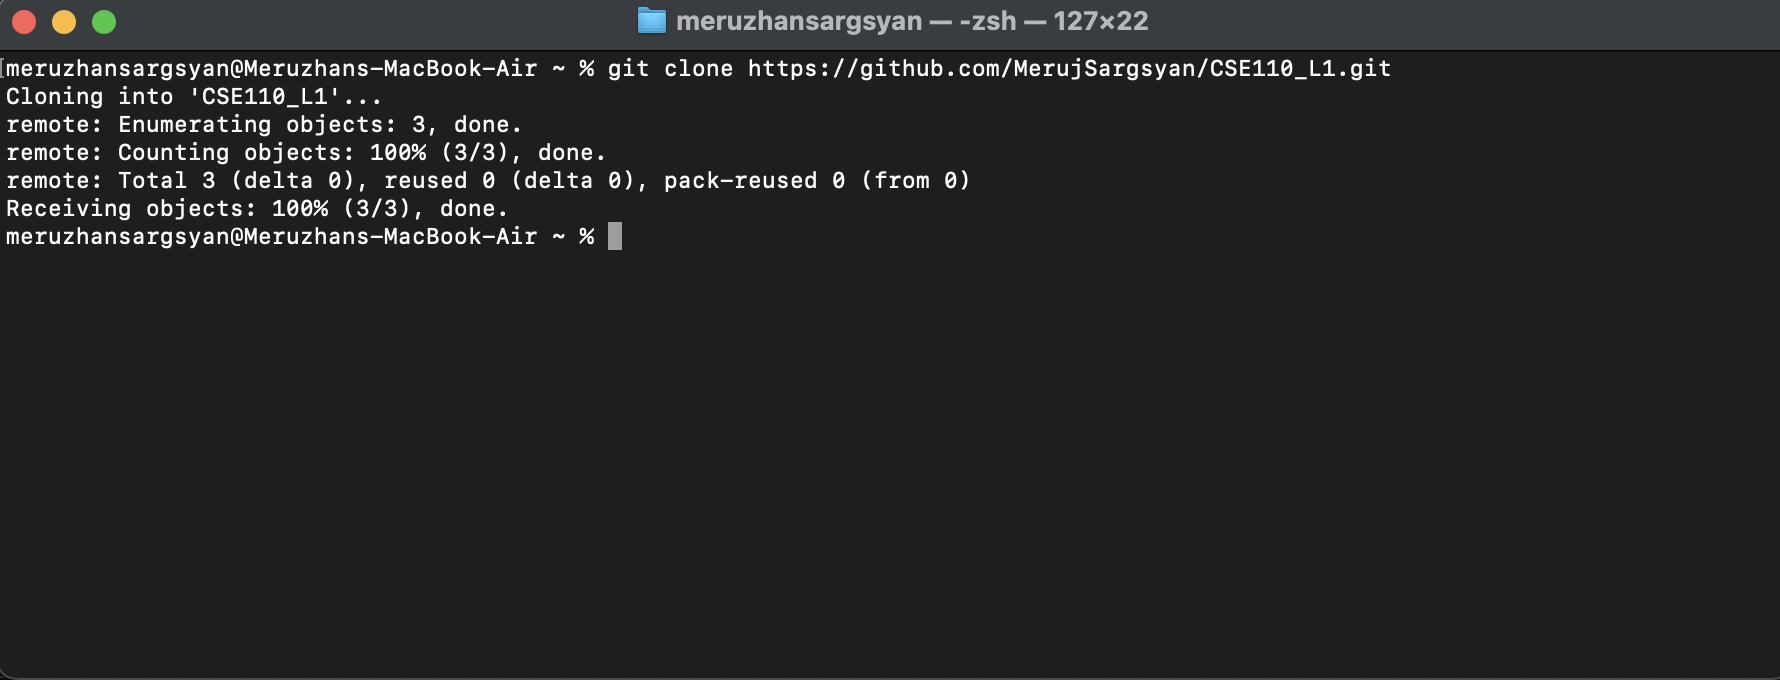 meruzhansargsyan — -zsh — 127×22
meruzhansargsyan@Meruzhans-MacBook-Air ~ % git clone https://github.com/MerujSargsyan/CSE110_L1.git
Cloning into 'CSE110_L1'...
remote: Enumerating objects: 3, done.
remote: Counting objects: 100% (3/3), done.
remote: Total 3 (delta 0), reused 0 (delta 0), pack-reused 0 (from 0)
Receiving objects: 100% (3/3), done.
meruzhansargsyan@Meruzhans-MacBook-Air ~ %